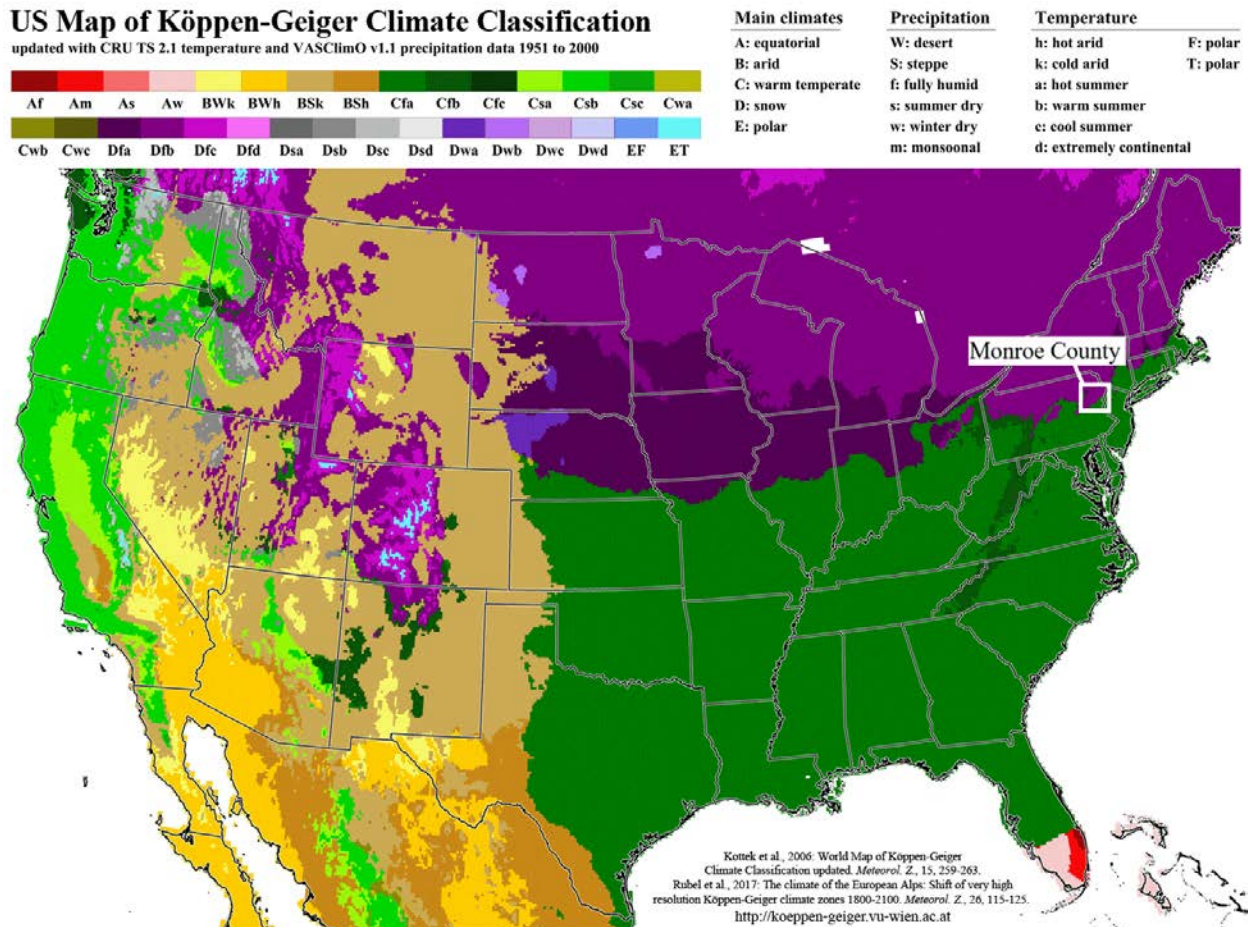 US Map of Köppen-Geiger Climate Classification
updated with CRU TS 2.1 temperature and VASClimO v1.1 precipitation data 1951 to 2000
Af Am As Aw BWk BWh BSk BSh Cfa Cfb Cfc Csa Csb Csc Cwa
Cwb Cwc Dfa Dfb Dfc Dfd Dsa Dsb Dsc Dsd Dwa Dwb Dwc Dwd EF ET
Main climates
A: equatorial
B: arid
C: warm temperate
D: snow
E: polar
Precipitation
W: desert
S: steppe
f: fully humid
s: summer dry
w: winter dry
m: monsoonal
Temperature
h: hot arid
k: cold arid
a: hot summer
b: warm summer
c: cool summer
d: extremely continental
F: polar
T: polar
Monroe County
Kottek et al., 2006: World Map of Köppen-Geiger
Climate Classification updated. Meteorol. Z., 15, 259-263.
Rubel et al., 2017: The climate of the European Alps: Shift of very high
resolution Köppen-Geiger climate zones 1800-2100. Meteorol. Z., 26, 115-125.
http://koeppen-geiger.vu-wien.ac.at